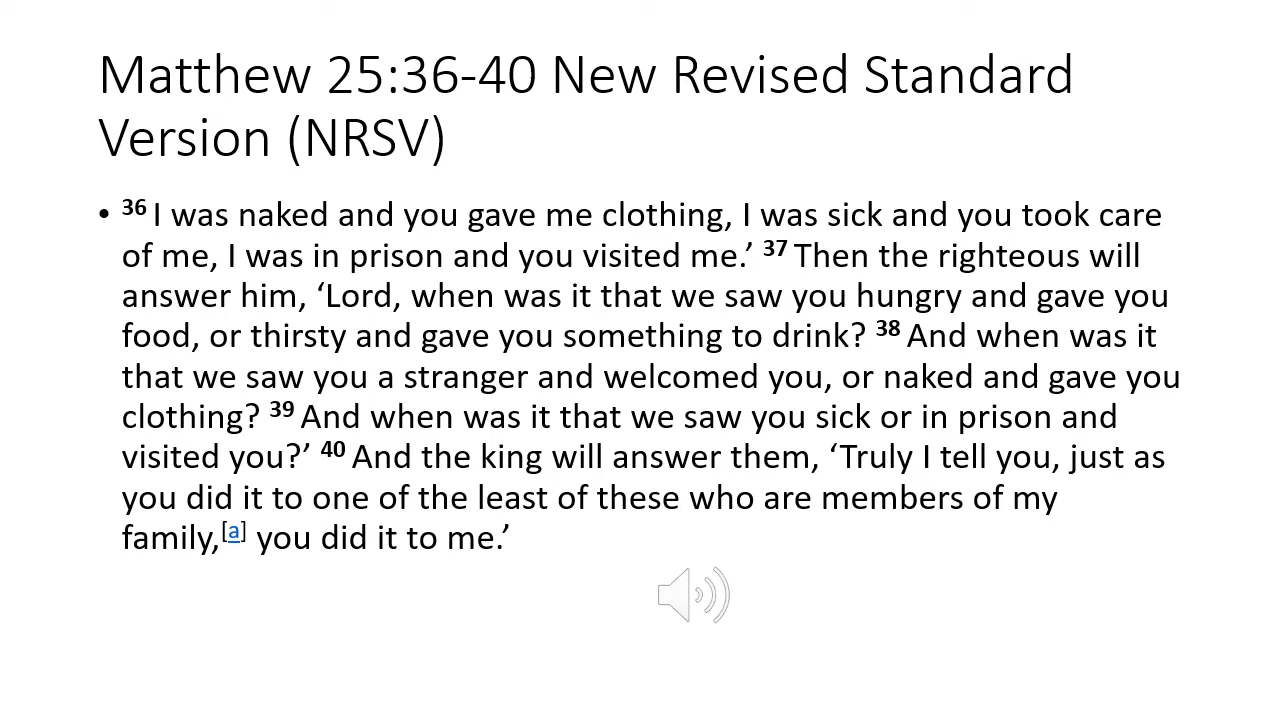 Matthew 25:36-40 New Revised Standard
Version (NRSV)
• 36 I was naked and you gave me clothing, I was sick and you took care
of me, I was in prison and you visited me.’ 37 Then the righteous will
answer him, ‘Lord, when was it that we saw you hungry and gave you
food, or thirsty and gave you something to drink? 38 And when was it
that we saw you a stranger and welcomed you, or naked and gave you
clothing? 39 And when was it that we saw you sick or in prison and
visited you?’ 40 And the king will answer them, ‘Truly I tell you, just as
you did it to one of the least of these who are members of my
family,[a] you did it to me.’